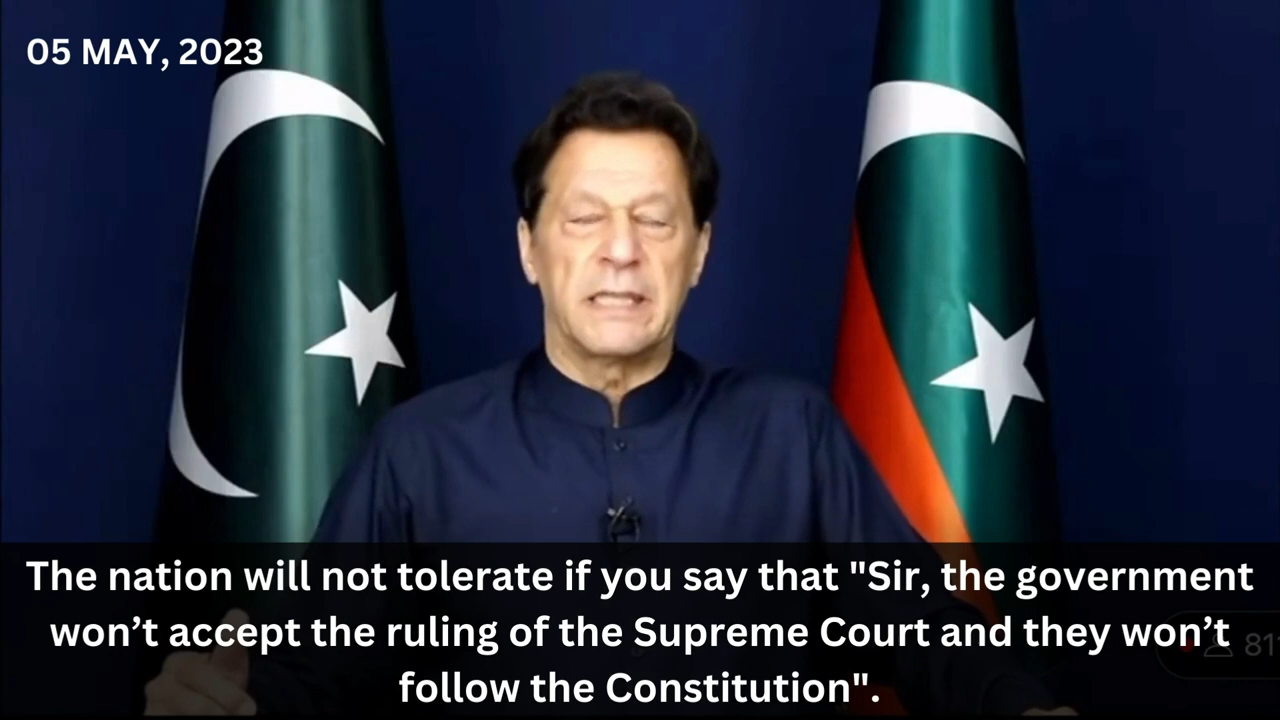 05 MAY, 2023
The nation will not tolerate if you say that "Sir, the government
won’t accept the ruling of the Supreme Court and they won’t
follow the Constitution".